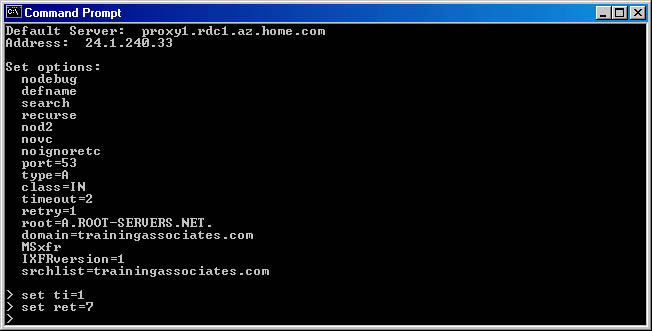 Command Prompt
Default Server:  proxy1.rdc1.az.home.com
Address:  24.1.240.33
Set options:
nodebug
defname
search
recurse
nod2
novc
noignoretc
port=53
type=A
class=IN
timeout=2
retry=1
root=A.ROOT-SERVERS.NET.
domain=trainingassociates.com
MSxfr
IXFRversion=1
srchlist=trainingassociates.com
> set ti=1
> set ret=7
>